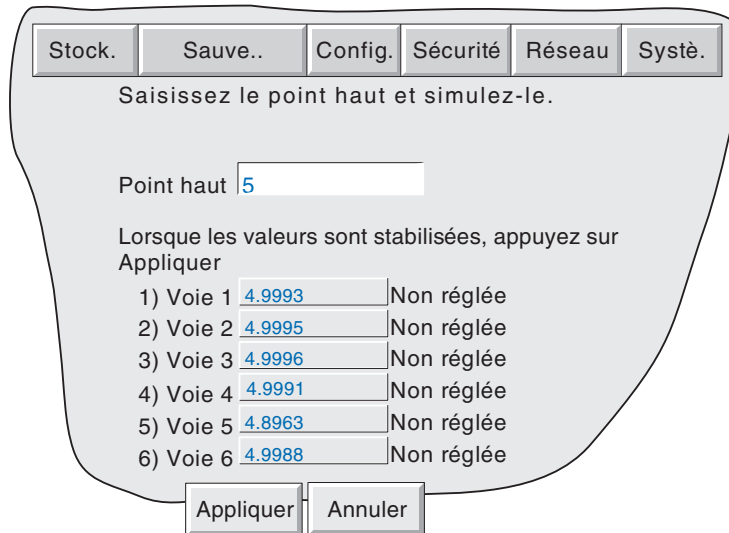 Stock. Sauve.. Config. Sécurité Réseau Systè.
Saisissez le point haut et simulez-le.
Point haut 5
Lorsque les valeurs sont stabilisées, appuyez sur
Appliquer
1) Voie 1 4.9993 Non réglée
2) Voie 2 4.9995 Non réglée
3) Voie 3 4.9996 Non réglée
4) Voie 4 4.9991 Non réglée
5) Voie 5 4.8963 Non réglée
6) Voie 6 4.9988 Non réglée
Appliquer Annuler